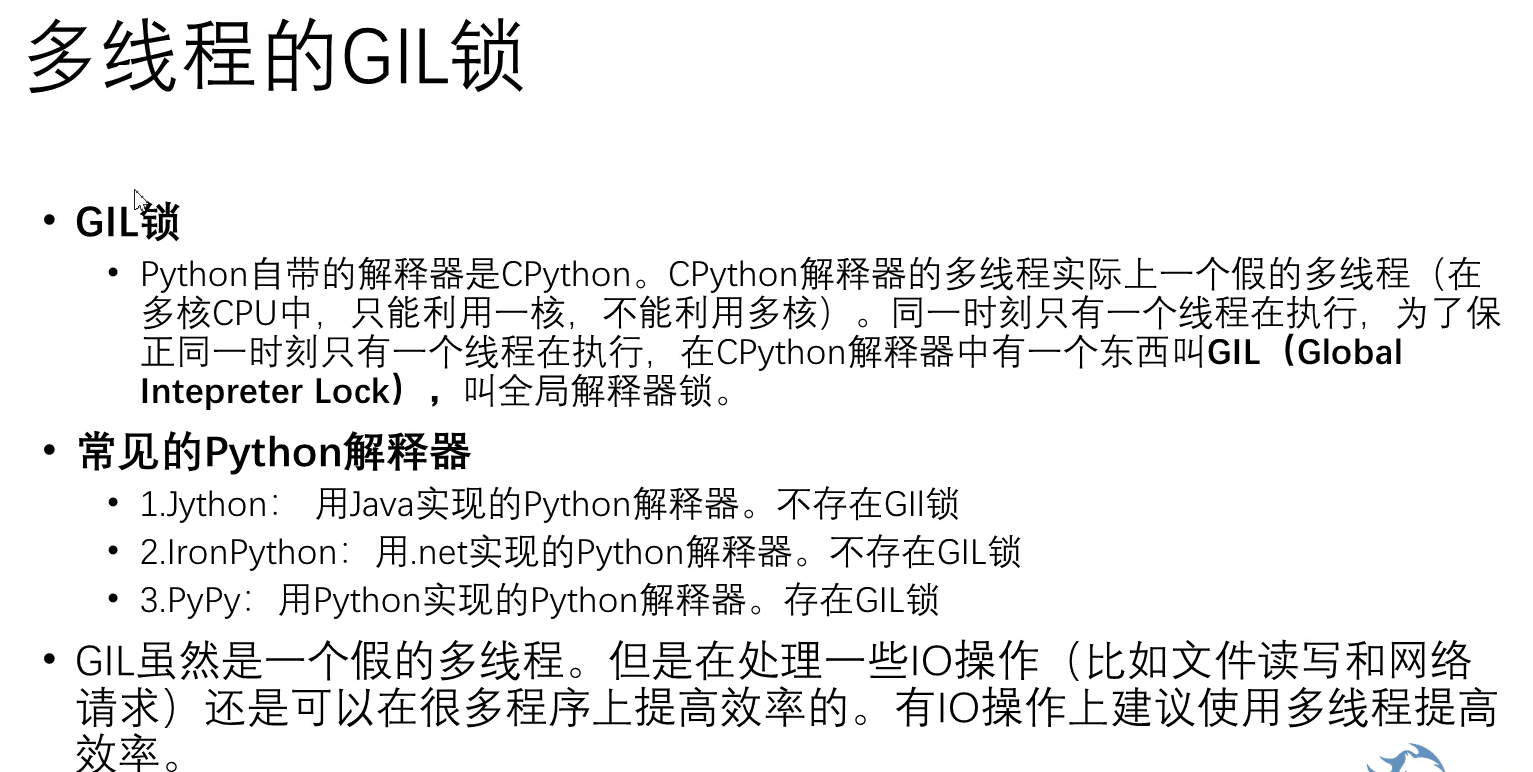 多线程的GIL锁
• GIL锁
• Python自带的解释器是CPython。CPython解释器的多线程实际上一个假的多线程（在
多核CPU中，只能利用一核，不能利用多核）。同一时刻只有一个线程在执行，为了保
正同一时刻只有一个线程在执行，在CPython解释器中有一个东西叫GIL（Global
Intepreter Lock），叫全局解释器锁。
• 常见的Python解释器
• 1.Jython： 用Java实现的Python解释器。不存在GIl锁
• 2.IronPython：用.net实现的Python解释器。不存在GIL锁
• 3.PyPy：用Python实现的Python解释器。存在GIL锁
• GIL虽然是一个假的多线程。但是在处理一些IO操作（比如文件读写和网络
请求）还是可以在很多程序上提高效率的。有IO操作上建议使用多线程提高
效率。